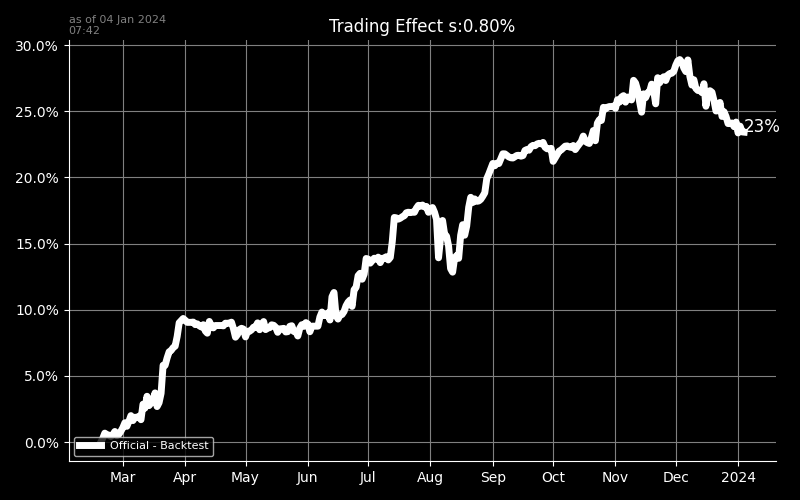 as of 04 Jan 2024
07:42
Trading Effect s:0.80%
30.0%
25.0%
20.0%
15.0%
10.0%
5.0%
0.0%
23%
Official - Backtest
Mar Apr May Jun Jul Aug Sep Oct Nov Dec 2024